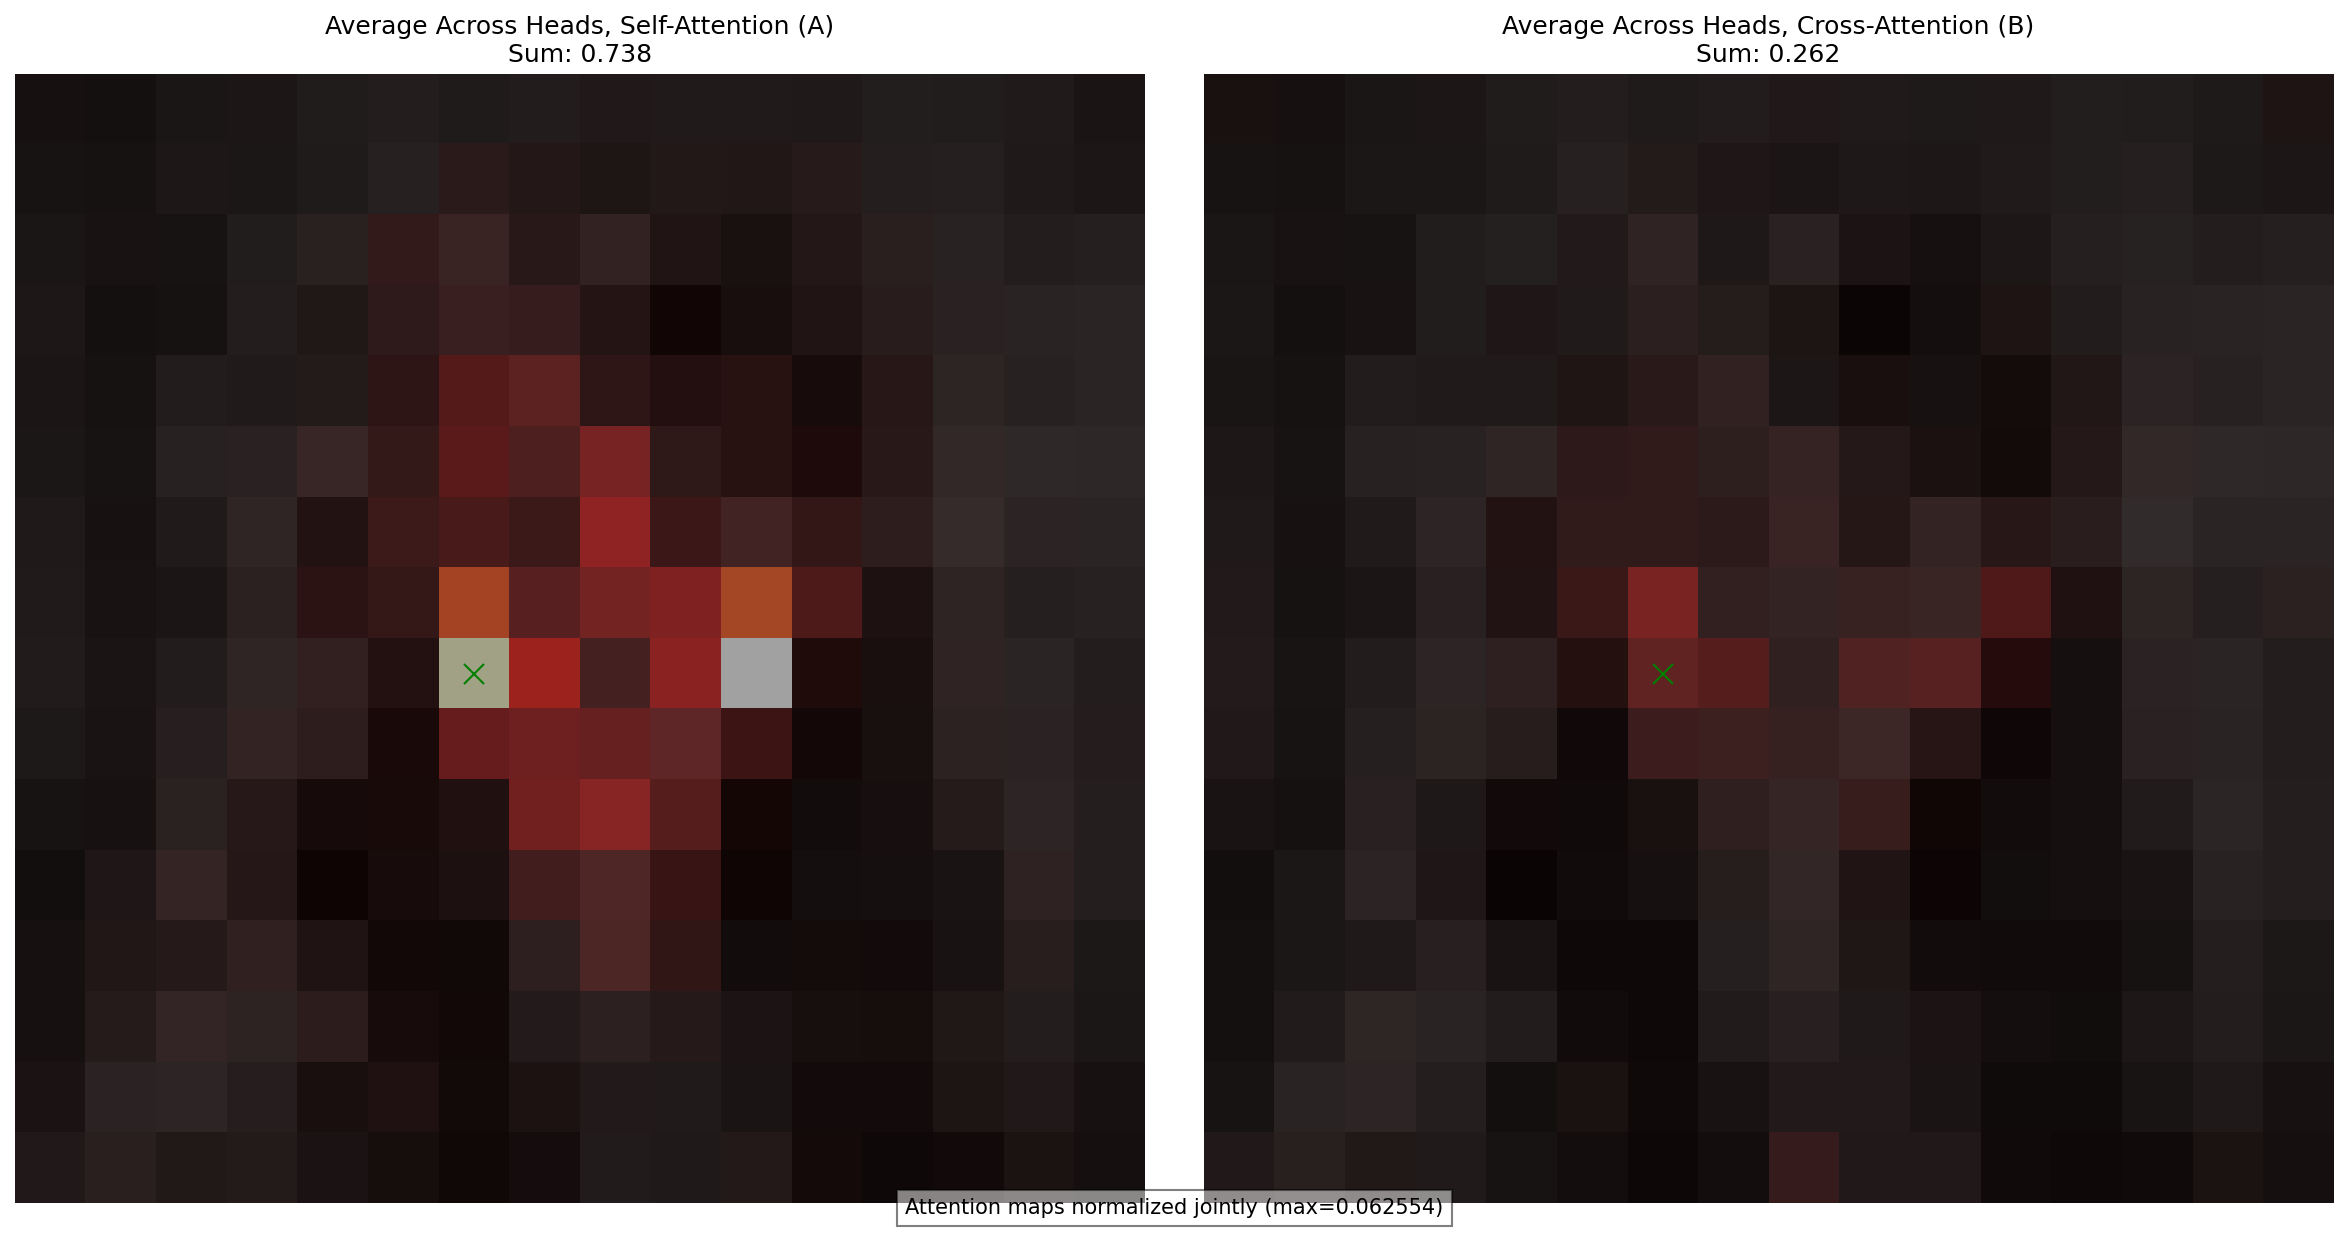 Average Across Heads, Self-Attention (A)
Sum: 0.738
Average Across Heads, Cross-Attention (B)
Sum: 0.262
Attention maps normalized jointly (max=0.062554)